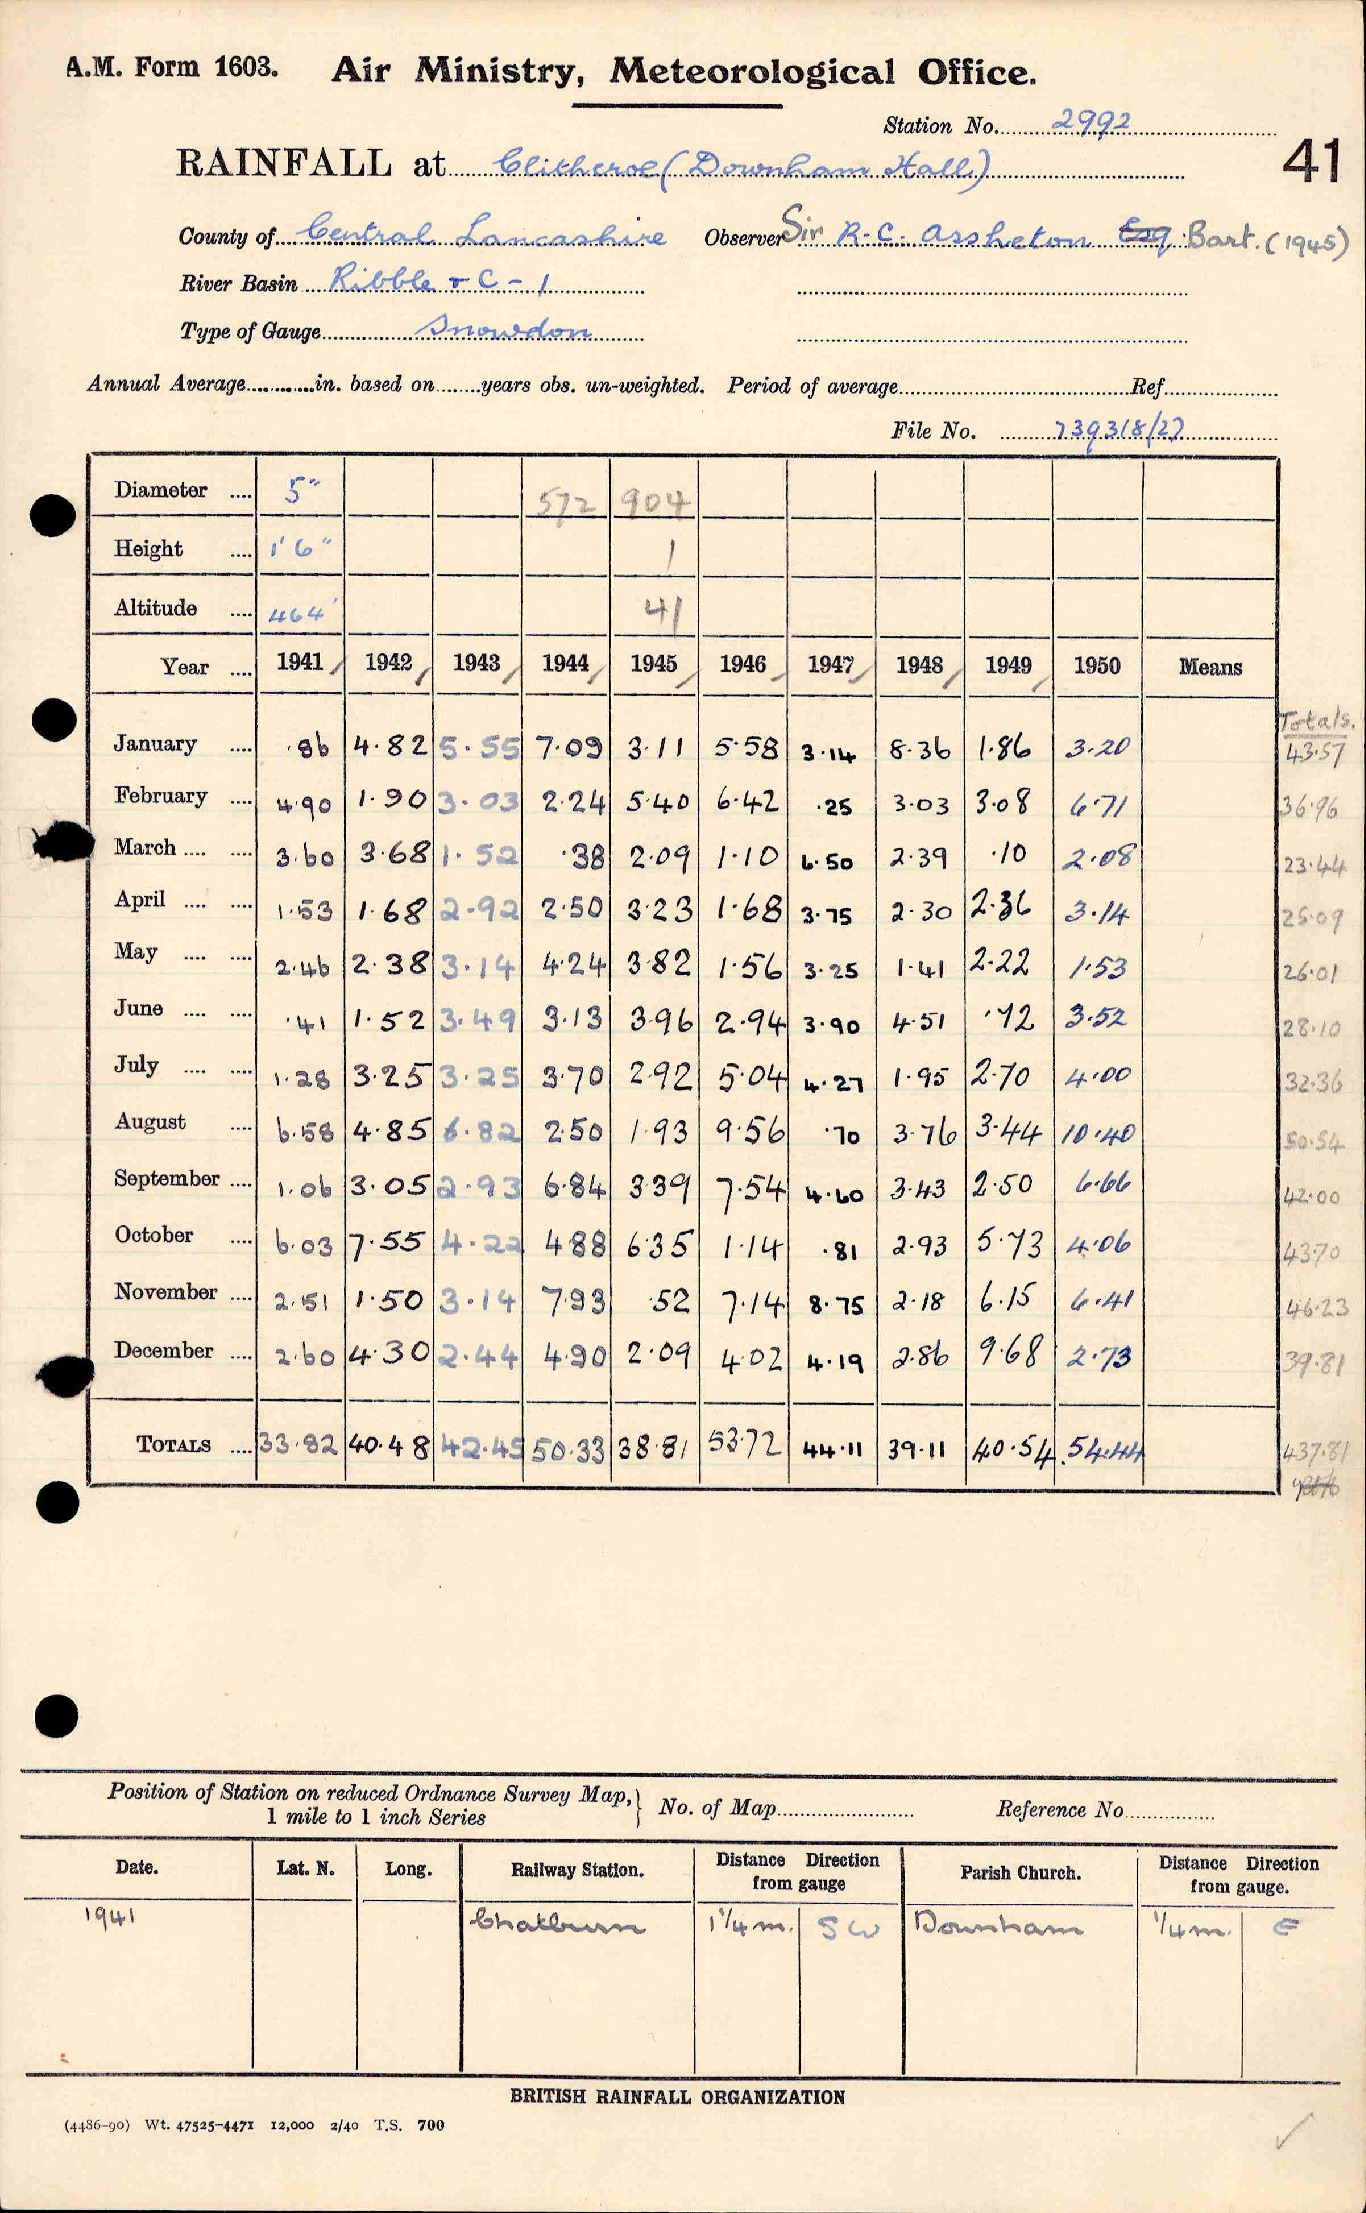 A.M. Form 1603. Air Ministry, Meteorological Office.
Station No. 2992
41
RAINFALL at Clitheroe (Downham Hall)
County of Central Lancashire Observer Sir R.C. Assheton Esq Bart. (1945)
River Basin Ribble + C-1
Type of Gauge Snowdon
Annual Average in. based on years obs. un-weighted. Period of average Ref.
File No. 739318/27
Diameter 5" 572 904
Height 1'6" 1
Altitude 464' 41
Year 1941 1942 1943 1944 1945 1946 1947 1948 1949 1950 Means
Totals.
January .86 4.82 5.55 7.09 3.11 5.58 3.14 8.36 1.86 3.20 43.57
February 4.90 1.90 3.03 2.24 5.40 6.42 .25 3.03 3.08 6.71 36.96
March 3.60 3.68 1.52 .38 2.09 1.10 6.50 2.39 .10 2.08 23.44
April 1.53 1.68 2.92 2.50 3.23 1.68 3.75 2.30 2.36 3.14 25.09
May 2.46 2.38 3.14 4.24 3.82 1.56 3.25 1.41 2.22 1.53 26.01
June .41 1.52 3.49 3.13 3.96 2.94 3.90 4.51 .72 3.52 28.10
July 1.28 3.25 3.25 3.70 2.92 5.04 4.27 1.95 2.70 4.00 32.36
August 6.58 4.85 6.82 2.50 1.93 9.56 .70 3.76 3.44 10.40 50.54
September 1.06 3.05 2.93 6.84 3.39 7.54 4.60 3.43 2.50 6.66 42.00
October 6.03 7.55 4.22 4.88 6.35 1.14 .81 2.93 5.73 4.06 43.70
November 2.51 1.50 3.14 7.93 .52 7.14 8.75 2.18 6.15 6.41 46.23
December 2.60 4.30 2.44 4.90 2.09 4.02 4.19 2.86 9.68 2.73 39.81
TOTALS 33.82 40.48 42.45 50.33 38.81 53.72 44.11 39.11 40.54 54.44 437.81
Position of Station on reduced Ordnance Survey Map, 1 mile to 1 inch Series No. of Map Reference No.
Date. Lat. N. Long. Railway Station. Distance Direction from gauge Parish Church. Distance Direction from gauge.
1941 Chatburn 1 1/4 m. SW Downham 1/4 m. E
BRITISH RAINFALL ORGANIZATION
(4486-90) Wt. 47525-4471 12,000 2/40 T.S. 700